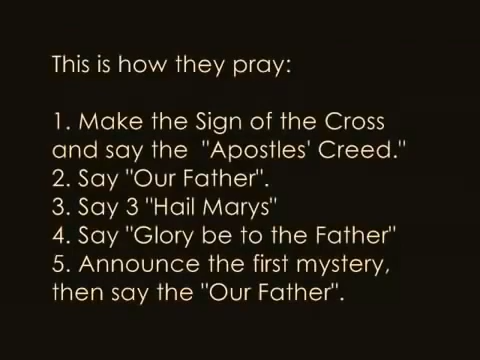 This is how they pray:
1. Make the Sign of the Cross
and say the "Apostles' Creed."
2. Say "Our Father".
3. Say 3 "Hail Marys"
4. Say "Glory be to the Father"
5. Announce the first mystery,
then say the "Our Father".